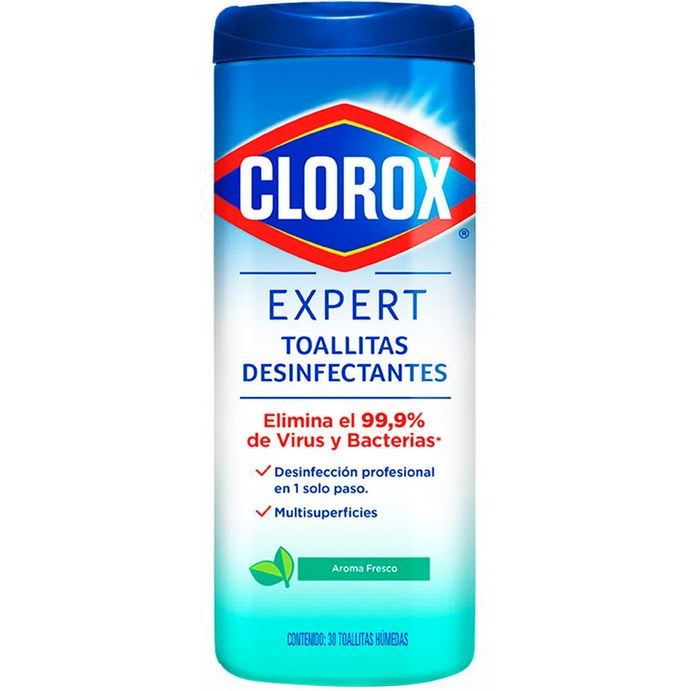 CLOROX
®
EXPERT
TOALLITAS
DESINFECTANTES
Elimina el 99,9%
de Virus y Bacterias*
Desinfección profesional
en 1 solo paso.
Multisuperficies
Aroma Fresco
CONTENIDO: 30 TOALLITAS HÚMEDAS